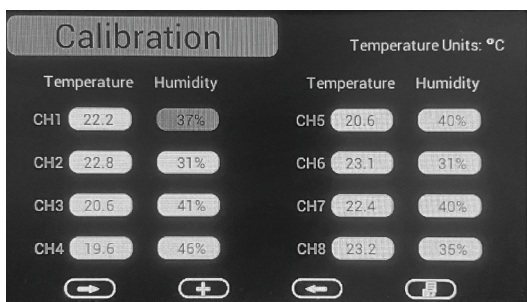 Calibration
Temperature Units: °C
Temperature Humidity Temperature Humidity
CH1 22.2 37% CH5 20.6 40%
CH2 22.8 31% CH6 23.1 31%
CH3 20.6 41% CH7 22.4 40%
CH4 19.6 46% CH8 23.2 35%